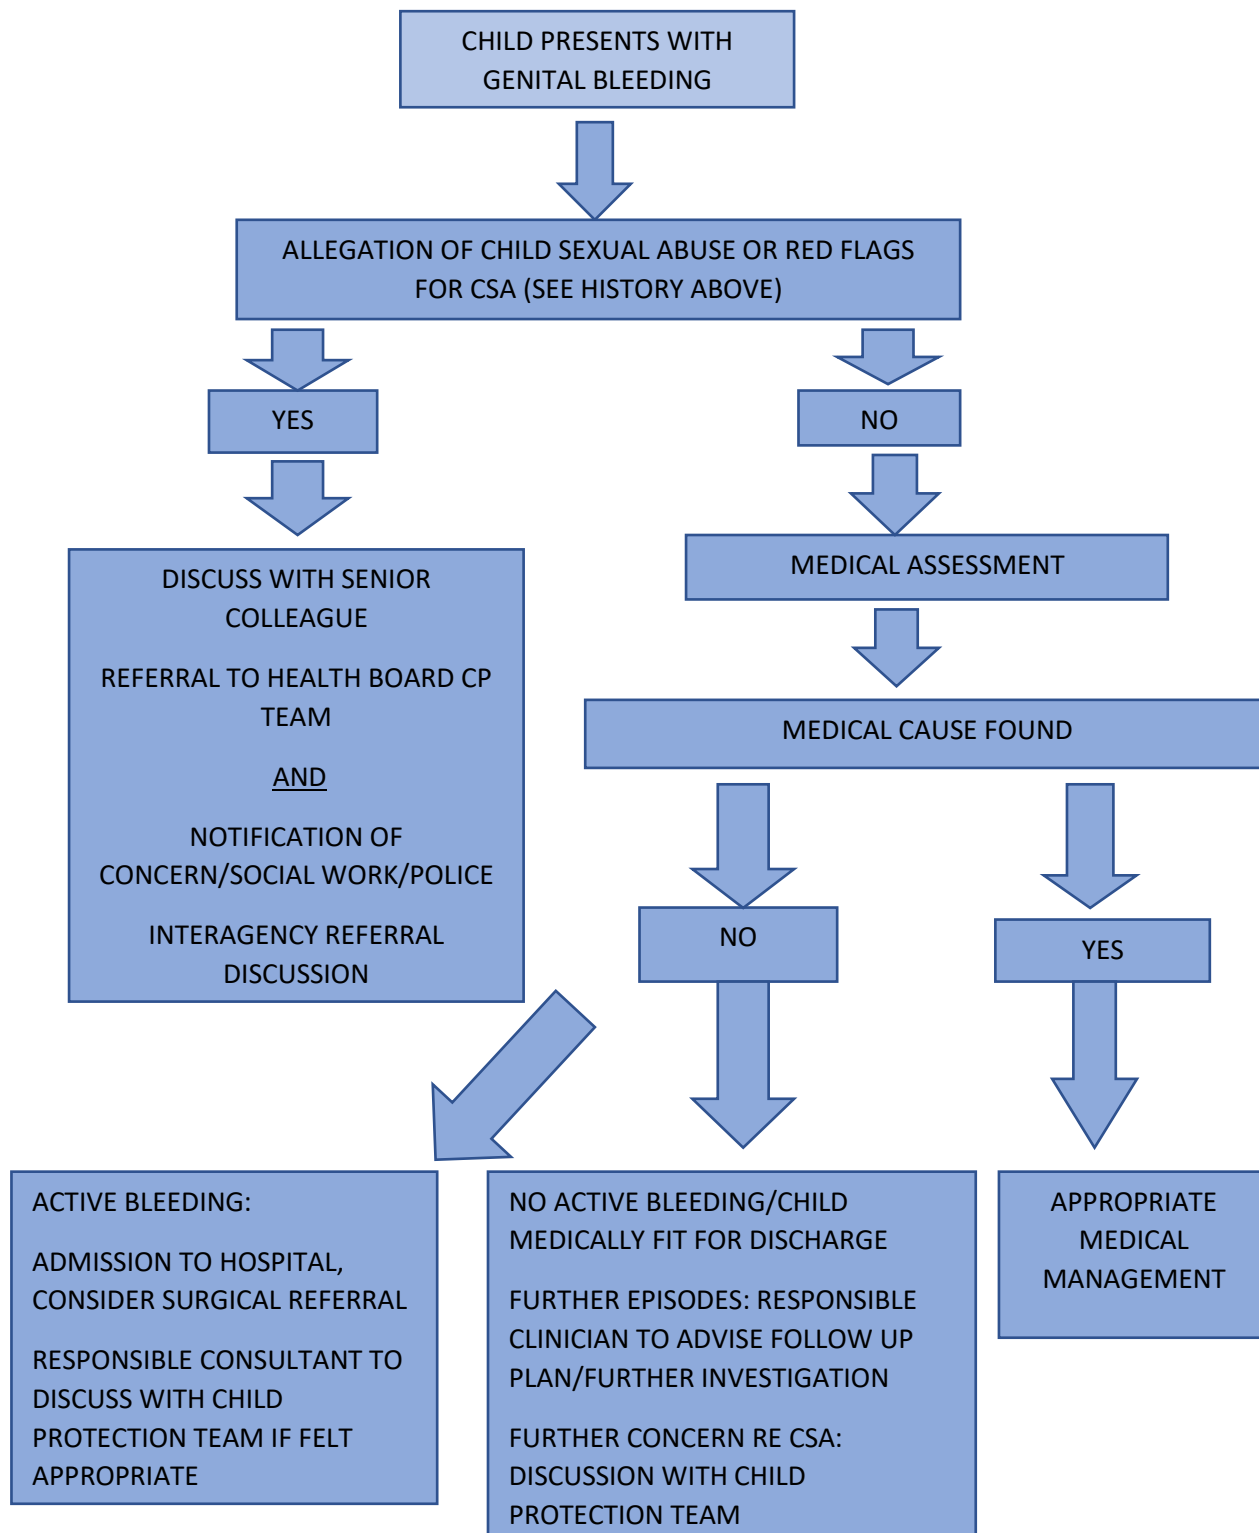 CHILD PRESENTS WITH
GENITAL BLEEDING
ALLEGATION OF CHILD SEXUAL ABUSE OR RED FLAGS
FOR CSA (SEE HISTORY ABOVE)
YES
NO
DISCUSS WITH SENIOR
COLLEAGUE
REFERRAL TO HEALTH BOARD CP
TEAM
AND
NOTIFICATION OF
CONCERN/SOCIAL WORK/POLICE
INTERAGENCY REFERRAL
DISCUSSION
MEDICAL ASSESSMENT
MEDICAL CAUSE FOUND
NO
YES
ACTIVE BLEEDING:
ADMISSION TO HOSPITAL,
CONSIDER SURGICAL REFERRAL
RESPONSIBLE CONSULTANT TO
DISCUSS WITH CHILD
PROTECTION TEAM IF FELT
APPROPRIATE
NO ACTIVE BLEEDING/CHILD
MEDICALLY FIT FOR DISCHARGE
FURTHER EPISODES: RESPONSIBLE
CLINICIAN TO ADVISE FOLLOW UP
PLAN/FURTHER INVESTIGATION
FURTHER CONCERN RE CSA:
DISCUSSION WITH CHILD
PROTECTION TEAM
APPROPRIATE
MEDICAL
MANAGEMENT